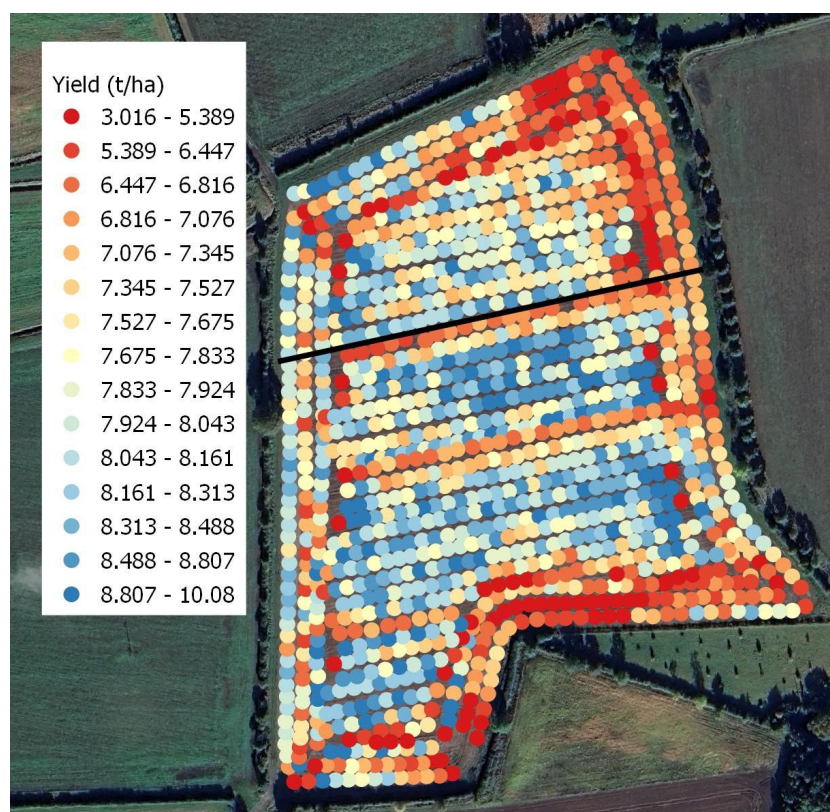 Yield (t/ha)
3.016 - 5.389
5.389 - 6.447
6.447 - 6.816
6.816 - 7.076
7.076 - 7.345
7.345 - 7.527
7.527 - 7.675
7.675 - 7.833
7.833 - 7.924
7.924 - 8.043
8.043 - 8.161
8.161 - 8.313
8.313 - 8.488
8.488 - 8.807
8.807 - 10.08